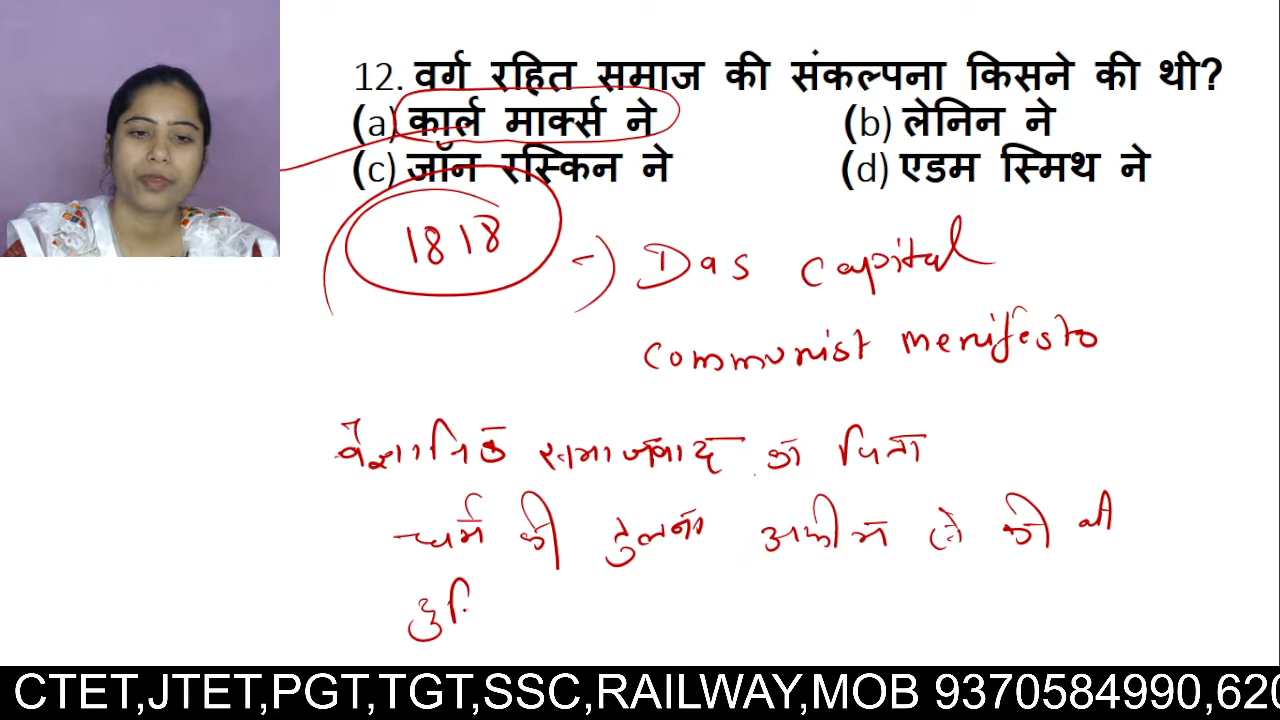 12. वर्ग रहित समाज की संकल्पना किसने की थी?
(a) कार्ल मार्क्स ने (b) लेनिन ने
(c) जॉन रस्किन ने (d) एडम स्मिथ ने
1818 Das Capital
Communist menifesto
वैज्ञानिक समाजवाद का पिता
धर्म की तुलना अफीम से की थी
दुनि
CTET,JTET,PGT,TGT,SSC,RAILWAY,MOB 9370584990,620